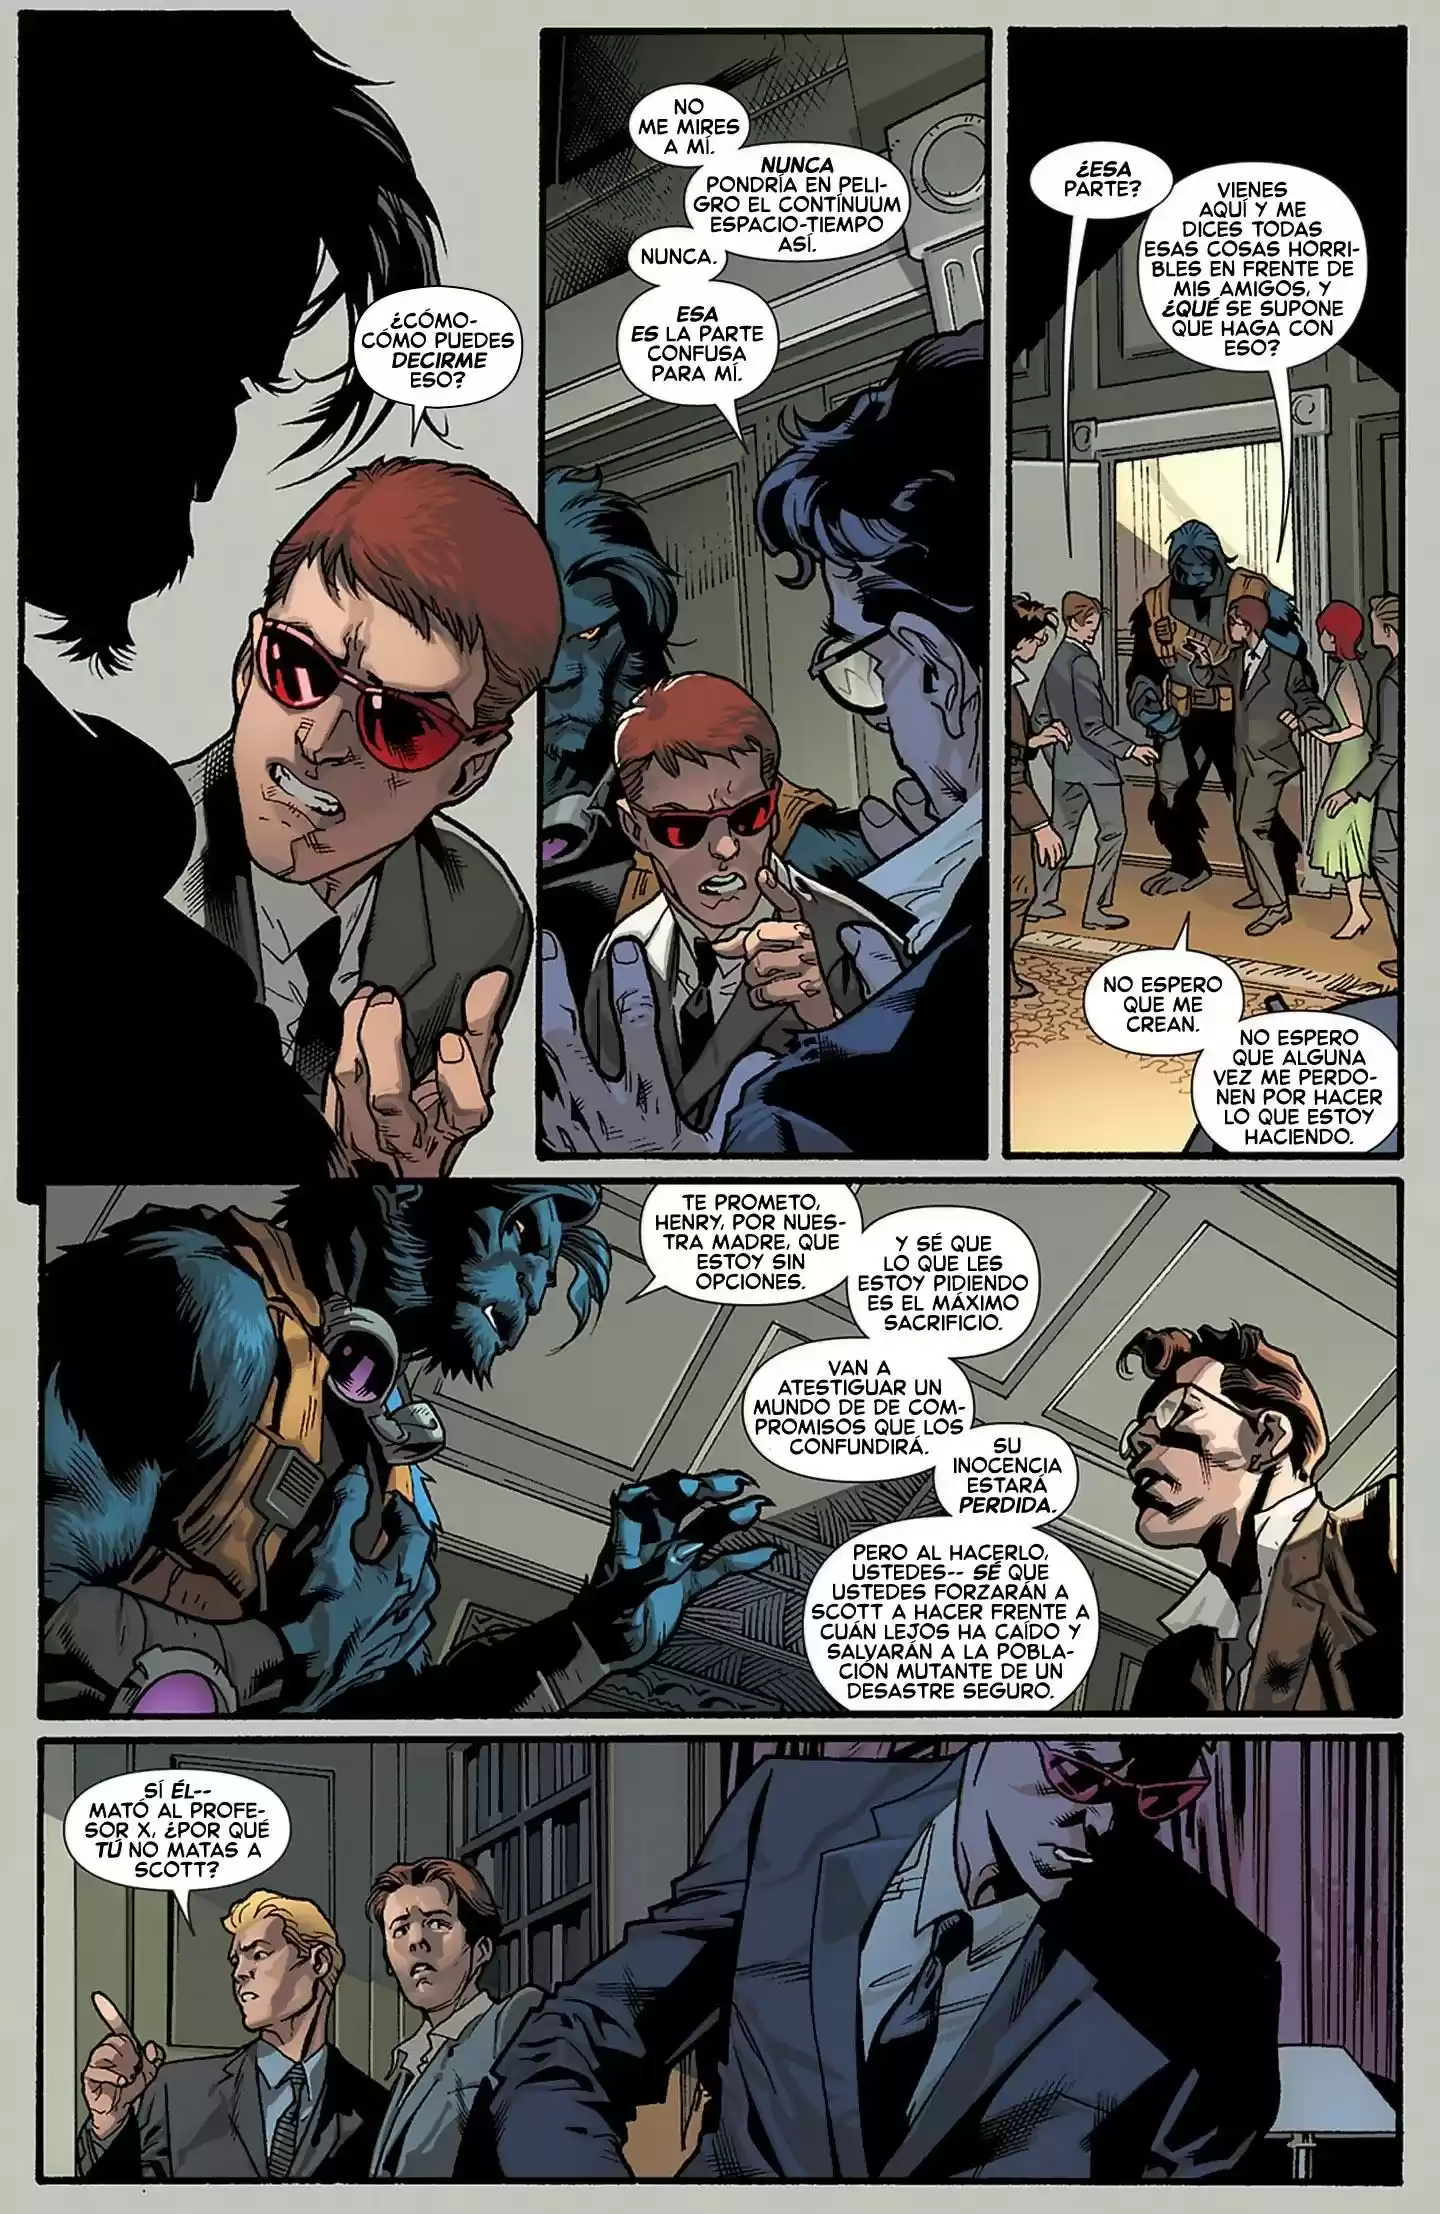 ¿CÓMO-
CÓMO PUEDES
DECIRME
ESO?
NO
ME MIRES
A MÍ.
NUNCA
PONDRÍA EN PELI-
GRO EL CONTÍNUUM
ESPACIO-TIEMPO
ASÍ.
NUNCA.
ESA
ES LA PARTE
CONFUSA
PARA MÍ.
¿ESA
PARTE?
VIENES
AQUÍ Y ME
DICES TODAS
ESAS COSAS HORRI-
BLES EN FRENTE DE
MIS AMIGOS, Y
¿QUÉ SE SUPONE
QUE HAGA CON
ESO?
NO ESPERO
QUE ME
CREAN.
NO ESPERO
QUE ALGUNA
VEZ ME PERDO-
NEN POR HACER
LO QUE ESTOY
HACIENDO.
TE PROMETO,
HENRY, POR NUES-
TRA MADRE, QUE
ESTOY SIN
OPCIONES.
Y SÉ QUE
LO QUE LES
ESTOY PIDIENDO
ES EL MÁXIMO
SACRIFICIO.
VAN A
ATESTIGUAR UN
MUNDO DE DE COM-
PROMISOS QUE LOS
CONFUNDIRÁ.
SU
INOCENCIA
ESTARÁ
PERDIDA.
PERO AL HACERLO,
USTEDES-- SÉ QUE
USTEDES FORZARÁN A
SCOTT A HACER FRENTE A
CUÁN LEJOS HA CAÍDO Y
SALVARÁN A LA POBLA-
CIÓN MUTANTE DE UN
DESASTRE SEGURO.
SÍ ÉL--
MATÓ AL PROFE-
SOR X, ¿POR QUÉ
TÚ NO MATAS A
SCOTT?